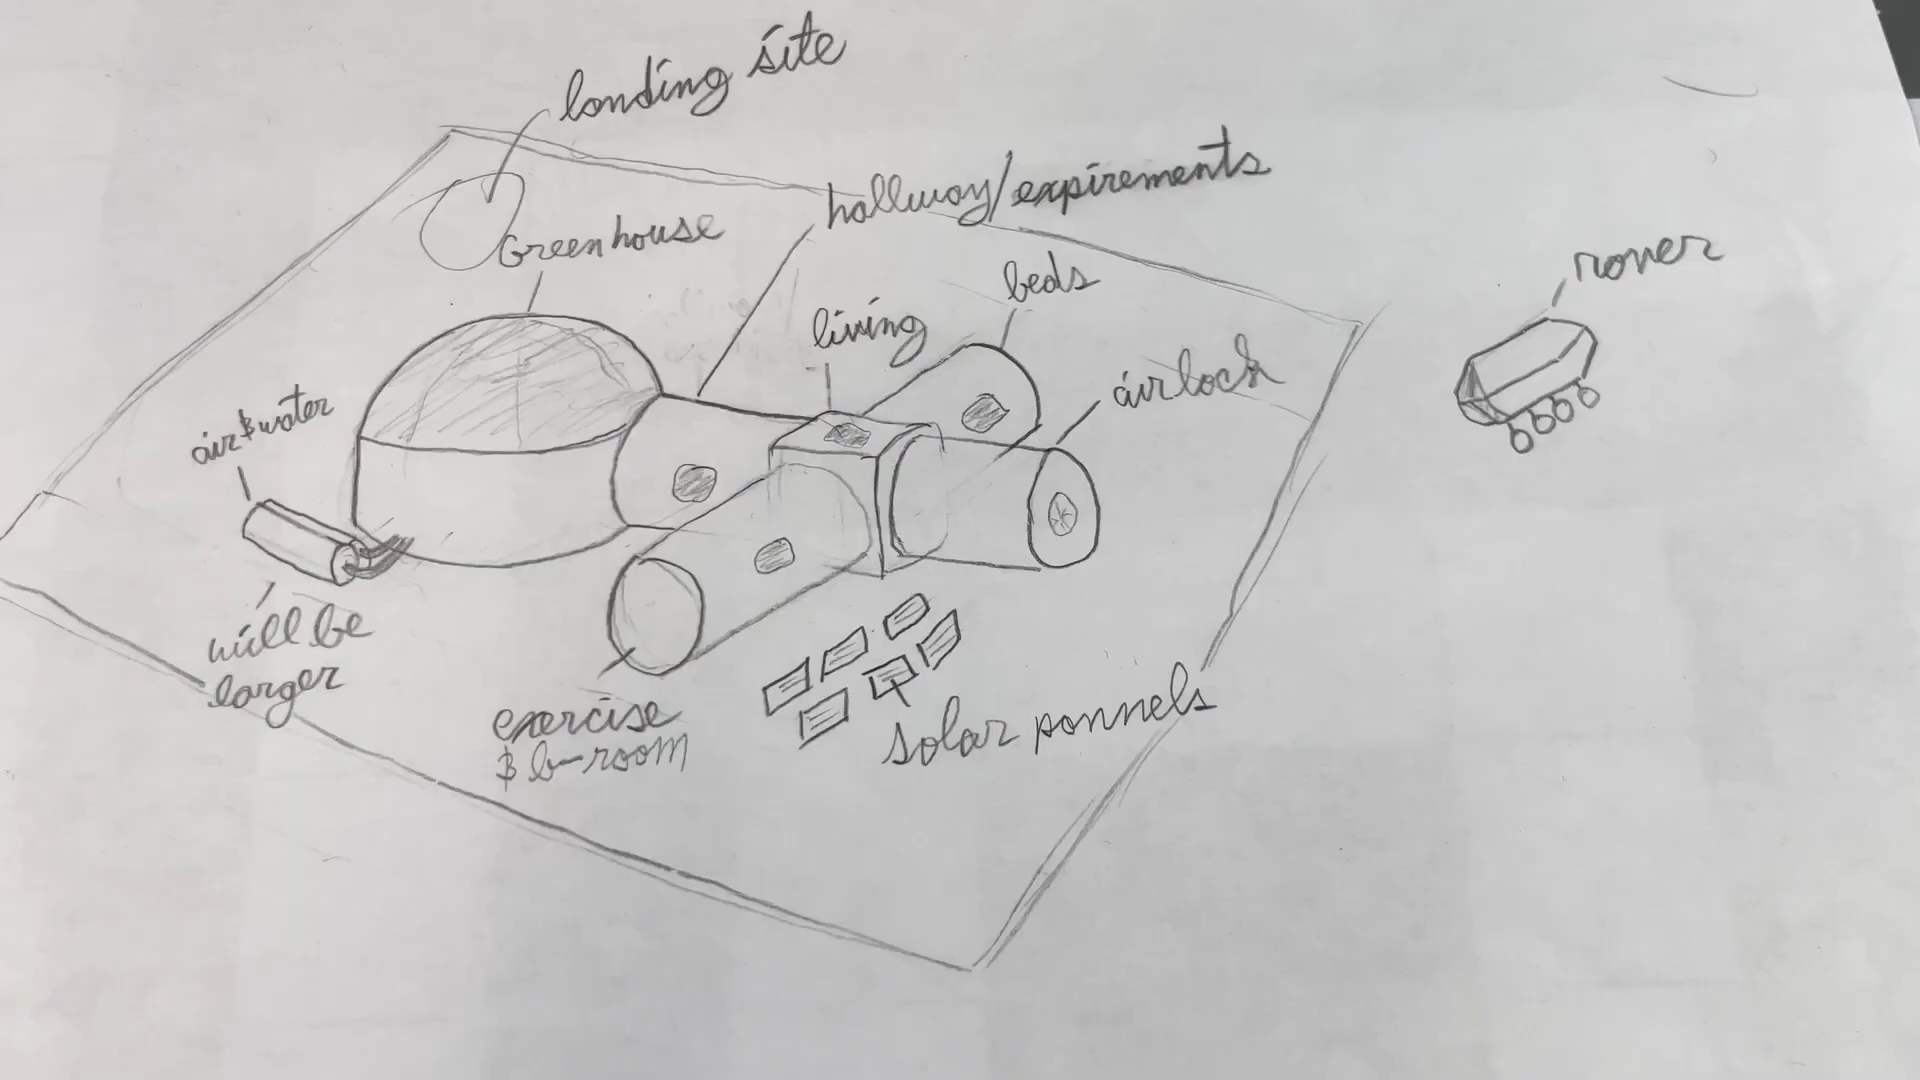 landing site
Greenhouse
hallway/expirements
living
beds
airlock
rover
air & water
will be
larger
exercise
& b-room
solar pannels